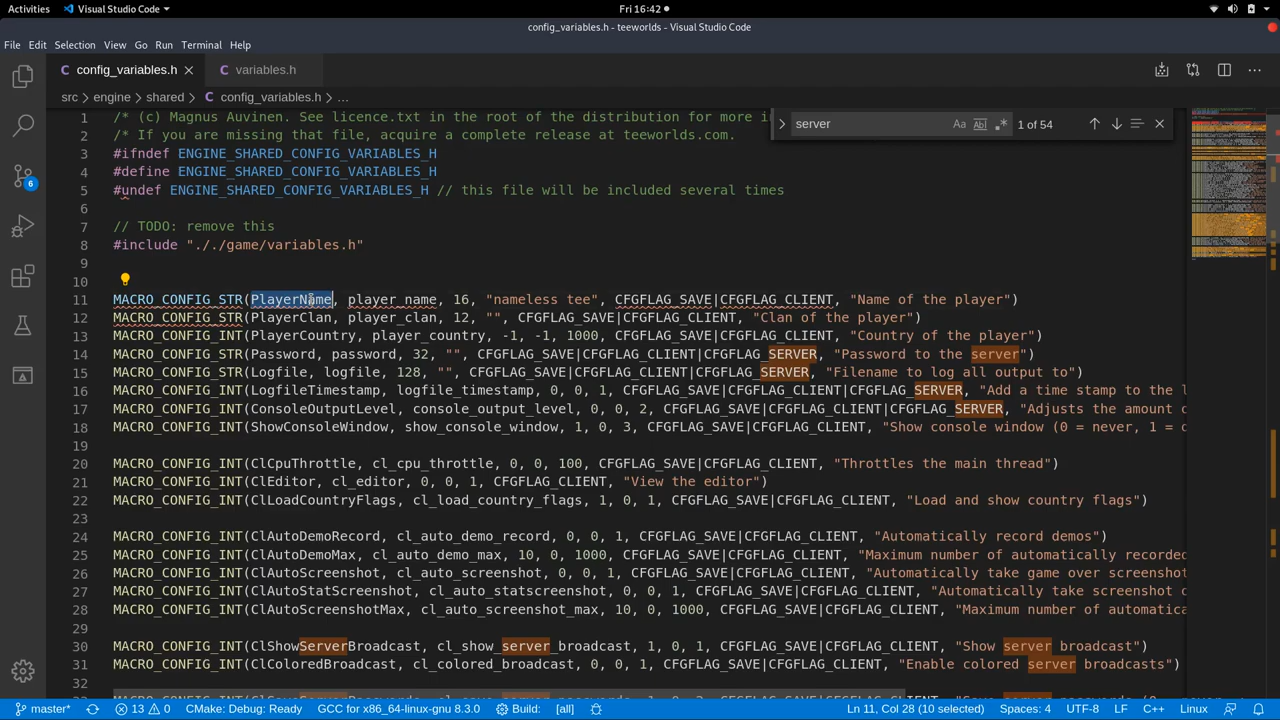 Activities Visual Studio Code Fri 16:42
config_variables.h - teeworlds - Visual Studio Code
File Edit Selection View Go Run Terminal Help
config_variables.h variables.h
src engine shared config_variables.h …
server Aa Ab 1 of 54
1 /* (c) Magnus Auvinen. See licence.txt in the root of the distribution for more i
2 /* If you are missing that file, acquire a complete release at teeworlds.com.
3 #ifndef ENGINE_SHARED_CONFIG_VARIABLES_H
4 #define ENGINE_SHARED_CONFIG_VARIABLES_H
5 #undef ENGINE_SHARED_CONFIG_VARIABLES_H // this file will be included several times
6
7 // TODO: remove this
8 #include "././game/variables.h"
9
10
11 MACRO_CONFIG_STR(PlayerName, player_name, 16, "nameless tee", CFGFLAG_SAVE|CFGFLAG_CLIENT, "Name of the player")
12 MACRO_CONFIG_STR(PlayerClan, player_clan, 12, "", CFGFLAG_SAVE|CFGFLAG_CLIENT, "Clan of the player")
13 MACRO_CONFIG_INT(PlayerCountry, player_country, -1, -1, 1000, CFGFLAG_SAVE|CFGFLAG_CLIENT, "Country of the player")
14 MACRO_CONFIG_STR(Password, password, 32, "", CFGFLAG_SAVE|CFGFLAG_CLIENT|CFGFLAG_SERVER, "Password to the server")
15 MACRO_CONFIG_STR(Logfile, logfile, 128, "", CFGFLAG_SAVE|CFGFLAG_CLIENT|CFGFLAG_SERVER, "Filename to log all output to")
16 MACRO_CONFIG_INT(LogfileTimestamp, logfile_timestamp, 0, 0, 1, CFGFLAG_SAVE|CFGFLAG_CLIENT|CFGFLAG_SERVER, "Add a time stamp to the l
17 MACRO_CONFIG_INT(ConsoleOutputLevel, console_output_level, 0, 0, 2, CFGFLAG_SAVE|CFGFLAG_CLIENT|CFGFLAG_SERVER, "Adjusts the amount
18 MACRO_CONFIG_INT(ShowConsoleWindow, show_console_window, 1, 0, 3, CFGFLAG_SAVE|CFGFLAG_CLIENT, "Show console window (0 = never, 1 =
19
20 MACRO_CONFIG_INT(ClCpuThrottle, cl_cpu_throttle, 0, 0, 100, CFGFLAG_SAVE|CFGFLAG_CLIENT, "Throttles the main thread")
21 MACRO_CONFIG_INT(ClEditor, cl_editor, 0, 0, 1, CFGFLAG_CLIENT, "View the editor")
22 MACRO_CONFIG_INT(ClLoadCountryFlags, cl_load_country_flags, 1, 0, 1, CFGFLAG_SAVE|CFGFLAG_CLIENT, "Load and show country flags")
23
24 MACRO_CONFIG_INT(ClAutoDemoRecord, cl_auto_demo_record, 0, 0, 1, CFGFLAG_SAVE|CFGFLAG_CLIENT, "Automatically record demos")
25 MACRO_CONFIG_INT(ClAutoDemoMax, cl_auto_demo_max, 10, 0, 1000, CFGFLAG_SAVE|CFGFLAG_CLIENT, "Maximum number of automatically recorded
26 MACRO_CONFIG_INT(ClAutoScreenshot, cl_auto_screenshot, 0, 0, 1, CFGFLAG_SAVE|CFGFLAG_CLIENT, "Automatically take game over screenshot
27 MACRO_CONFIG_INT(ClAutoStatScreenshot, cl_auto_statscreenshot, 0, 0, 1, CFGFLAG_SAVE|CFGFLAG_CLIENT, "Automatically take screenshot o
28 MACRO_CONFIG_INT(ClAutoScreenshotMax, cl_auto_screenshot_max, 10, 0, 1000, CFGFLAG_SAVE|CFGFLAG_CLIENT, "Maximum number of automatica
29
30 MACRO_CONFIG_INT(ClShowServerBroadcast, cl_show_server_broadcast, 1, 0, 1, CFGFLAG_SAVE|CFGFLAG_CLIENT, "Show server broadcast")
31 MACRO_CONFIG_INT(ClColoredBroadcast, cl_colored_broadcast, 0, 0, 1, CFGFLAG_SAVE|CFGFLAG_CLIENT, "Enable colored server broadcasts")
32
6
master* 13 0 CMake: Debug: Ready GCC for x86_64-linux-gnu 8.3.0 Build: [all] Ln 11, Col 28 (10 selected) Spaces: 4 UTF-8 LF C++ Linux